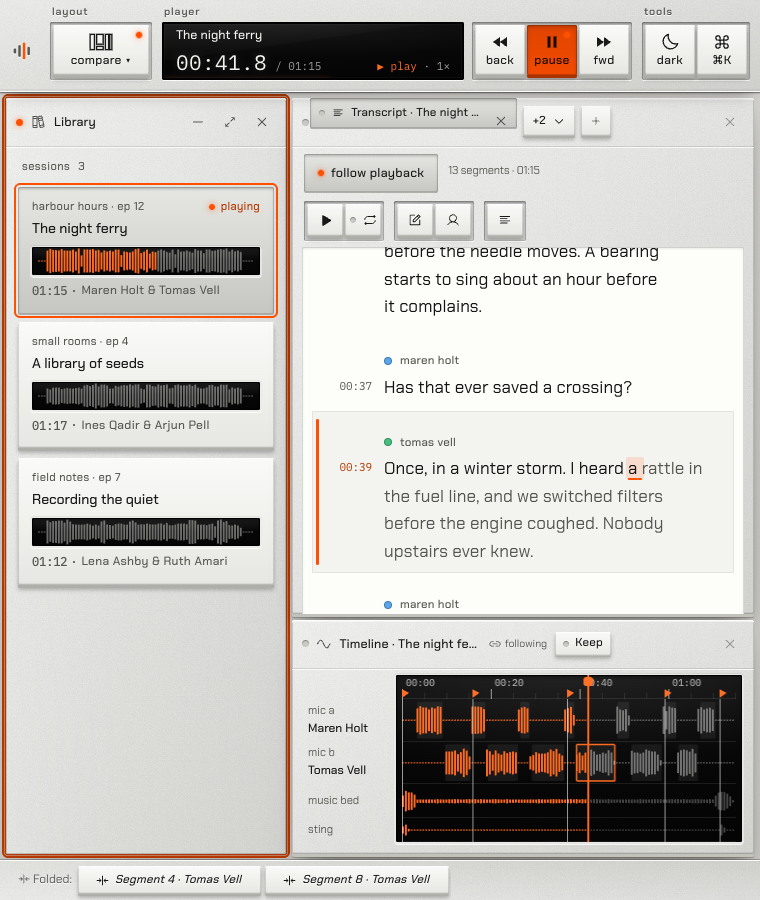 layout
player
tools
compare ▾
The night ferry
00:41.8 / 01:15
▶ play · 1×
back
pause
fwd
dark
⌘K
Library
sessions 3
harbour hours · ep 12
playing
The night ferry
01:15 · Maren Holt & Tomas Vell
small rooms · ep 4
A library of seeds
01:17 · Ines Qadir & Arjun Pell
field notes · ep 7
Recording the quiet
01:12 · Lena Ashby & Ruth Amari
Transcript · The night ...
+2
follow playback
13 segments · 01:15
before the needle moves. A bearing
starts to sing about an hour before
it complains.
maren holt
00:37 Has that ever saved a crossing?
tomas vell
00:39 Once, in a winter storm. I heard a rattle in
the fuel line, and we switched filters
before the engine coughed. Nobody
upstairs ever knew.
maren holt
Timeline · The night fe...
following
Keep
00:00 00:20 :40 01:00
mic a
Maren Holt
mic b
Tomas Vell
music bed
sting
Folded:
Segment 4 · Tomas Vell
Segment 8 · Tomas Vell